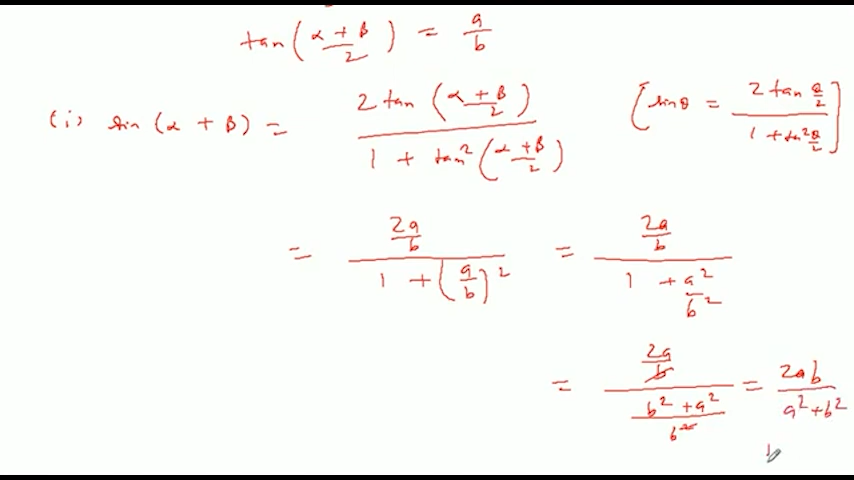 tan((α+β)/2) = a/b
(i) sin(α + β) = 2 tan((α+β)/2) / (1 + tan²((α+β)/2)) [sinθ = 2 tan θ/2 / (1 + tan² θ/2)]
= (2a/b) / (1 + (a/b)²) = (2a/b) / (1 + a²/b²)
= (2a/b) / ((b² + a²)/b²) = 2ab / (a² + b²)